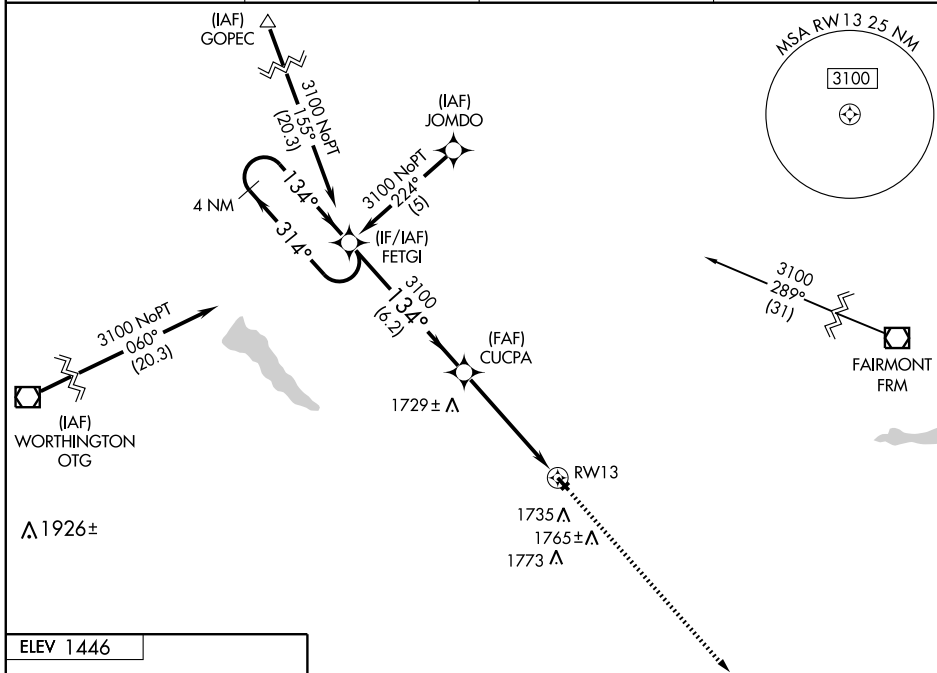 (IAF)
GOPEC
3100 NoPT
155°
(20.3)
(IAF)
JOMDO
3100 NoPT
224°
(5)
MSA RW13 25 NM
3100
134°
4 NM
314°
(IF/IAF)
FETGI
3100
134°
(6.2)
3100 NoPT
060°
(20.3)
(IAF)
WORTHINGTON
OTG
3100
289°
(31)
FAIRMONT
FRM
(FAF)
CUCPA
1729±
RW13
1735
1765±
1773
1926±
ELEV 1446